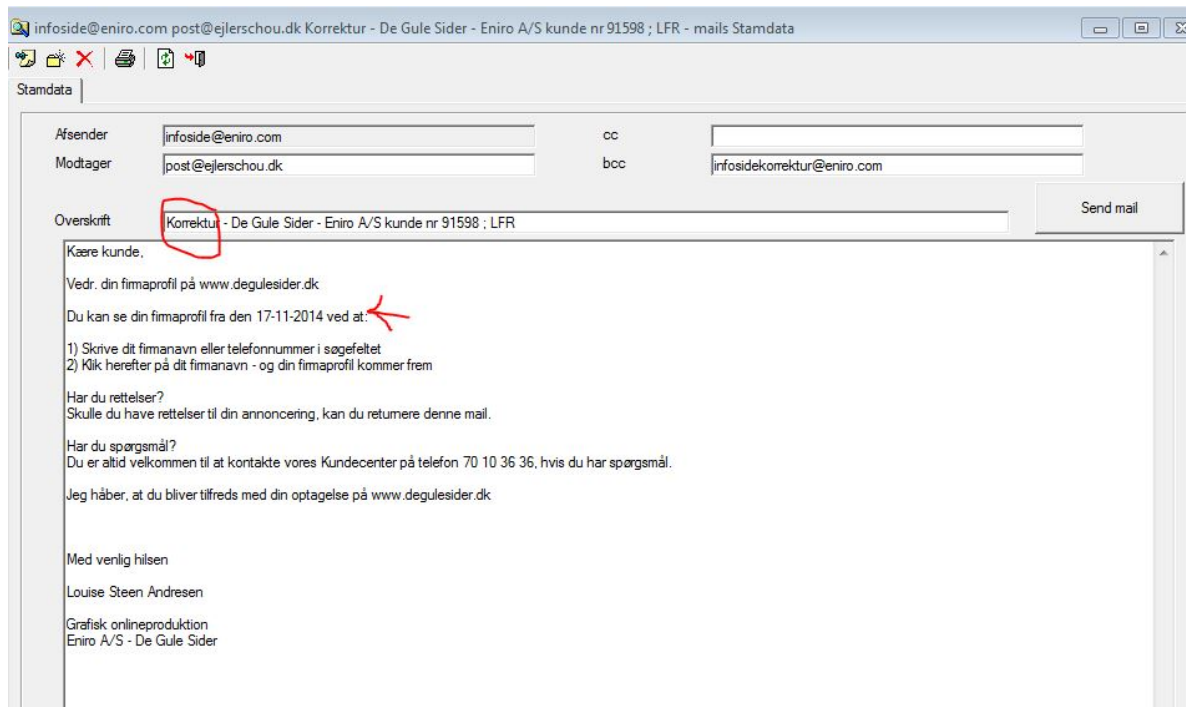 infoside@eniro.com post@ejlerschou.dk Korrektur - De Gule Sider - Eniro A/S kunde nr 91598 ; LFR - mails Stamdata
Stamdata
Afsender infoside@eniro.com cc
Modtager post@ejlerschou.dk bcc infosidekorrektur@eniro.com
Send mail
Overskrift Korrektur - De Gule Sider - Eniro A/S kunde nr 91598 ; LFR
Kære kunde,
Vedr. din firmaprofil på www.degulesider.dk
Du kan se din firmaprofil fra den 17-11-2014 ved at:
1) Skrive dit firmanavn eller telefonnummer i søgefeltet
2) Klik herefter på dit firmanavn - og din firmaprofil kommer frem
Har du rettelser?
Skulle du have rettelser til din annoncering, kan du returnere denne mail.
Har du spørgsmål?
Du er altid velkommen til at kontakte vores Kundecenter på telefon 70 10 36 36, hvis du har spørgsmål.
Jeg håber, at du bliver tilfreds med din optagelse på www.degulesider.dk
Med venlig hilsen
Louise Steen Andresen
Grafisk onlineproduktion
Eniro A/S - De Gule Sider